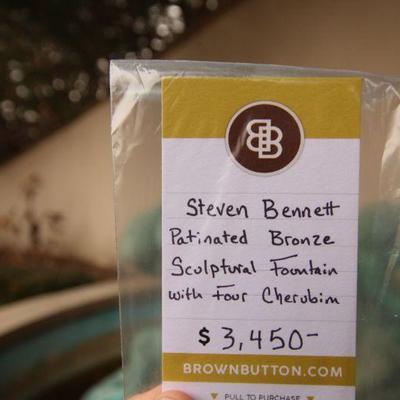 BB
Steven Bennett
Patinated Bronze
Sculptural Fountain
with Four Cherubim
$3,450-
BROWNBUTTON.COM
▼ PULL TO PURCHASE ▼